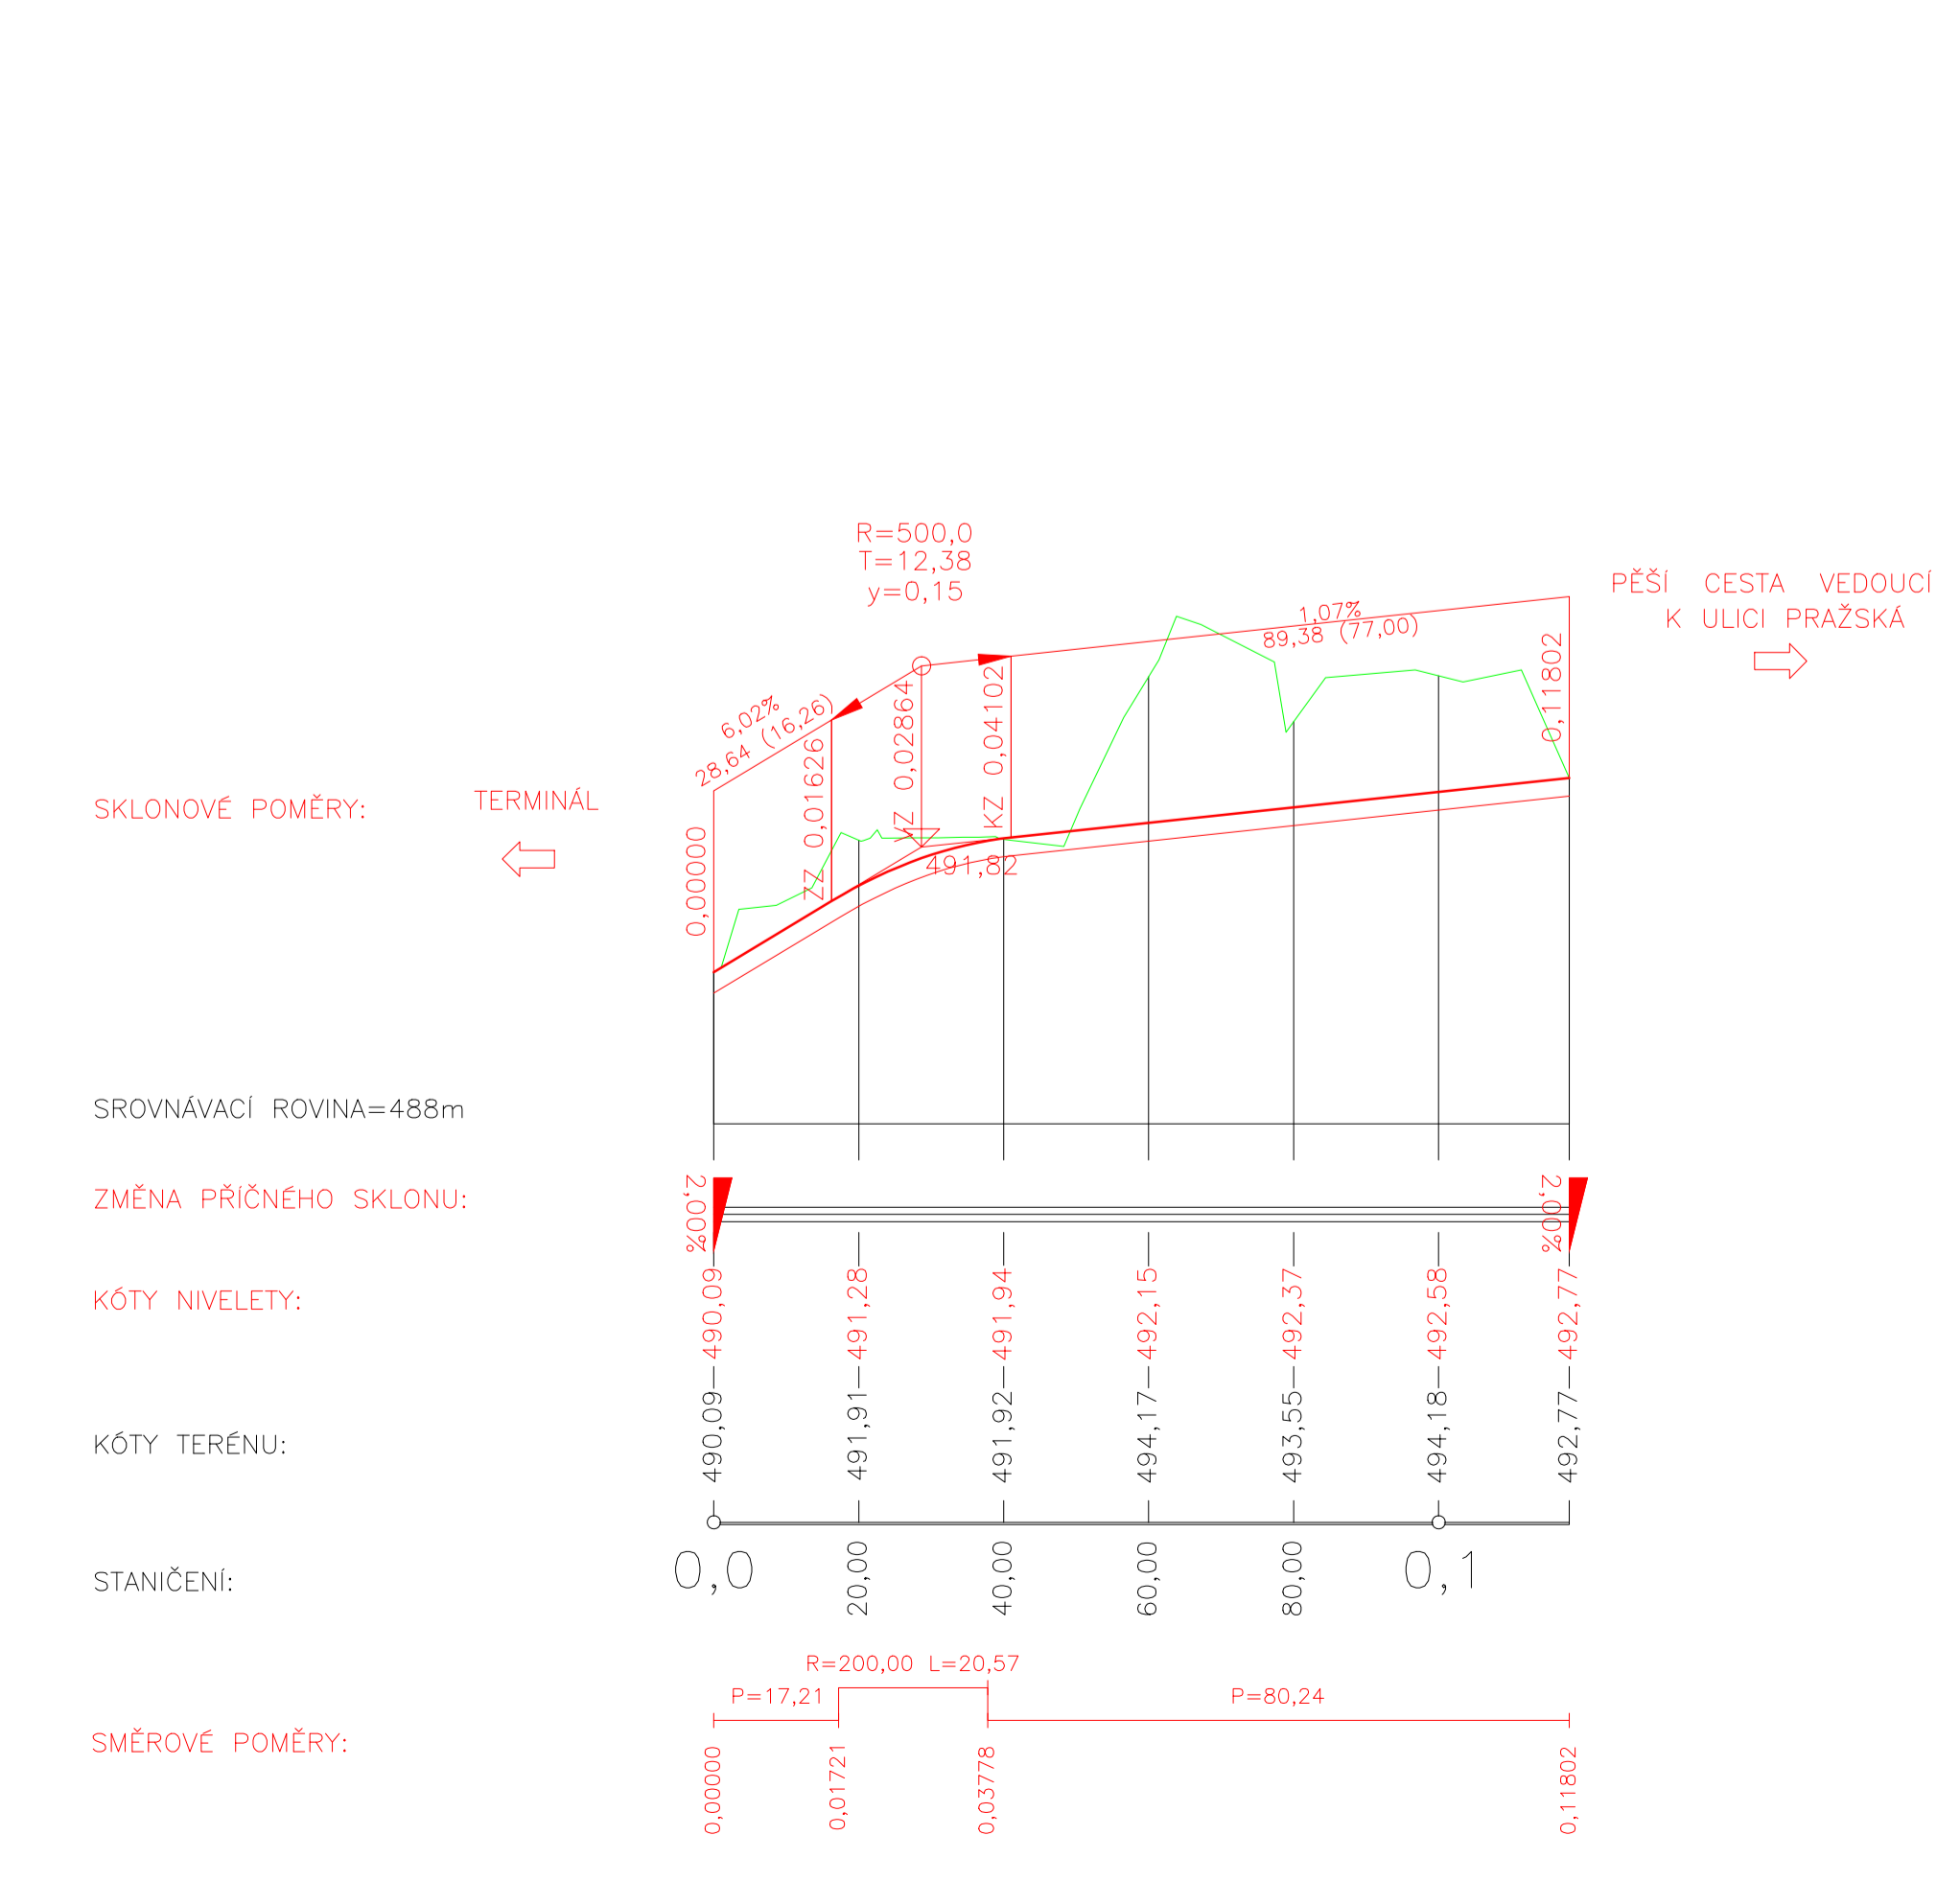 R=500,0
T=12,38
y=0,15
PĚŠÍ CESTA VEDOUCÍ
K ULICI PRAŽSKÁ
1,07%
89,38 (77,00)
6,02%
28,64 (16,26)
0,00000
ZZ 0,01626
VZ 0,02864
KZ 0,04102
0,11802
491,82
SKLONOVÉ POMĚRY:
TERMINÁL
SROVNÁVACÍ ROVINA=488m
ZMĚNA PŘÍČNÉHO SKLONU:
2,00% 2,00%
KÓTY NIVELETY:
490,09 491,28 491,94 492,15 492,37 492,58 492,77
KÓTY TERÉNU:
490,09 491,91 491,92 494,17 493,55 494,18 492,77
STANIČENÍ:
0,0 20,00 40,00 60,00 80,00 0,1
R=200,00 L=20,57
P=17,21 P=80,24
SMĚROVÉ POMĚRY:
0,00000 0,01721 0,03778 0,11802